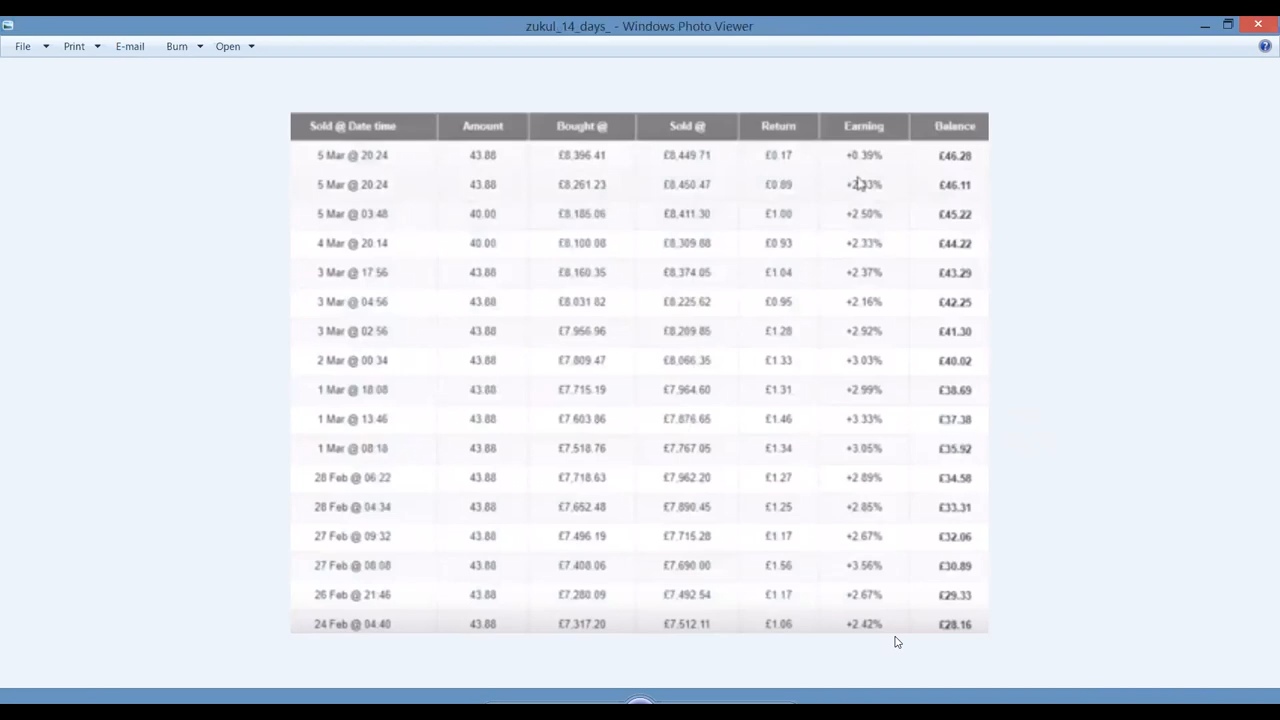 zukul_14_days_ - Windows Photo Viewer
File Print E-mail Burn Open
Sold @ Date time Amount Bought @ Sold @ Return Earning Balance
5 Mar @ 20:24 43.88 £8,396.41 £8,449.71 £0.17 +0.39% £46.28
5 Mar @ 20:24 43.88 £8,261.23 £8,450.47 £0.89 £46.11
5 Mar @ 03:48 40.00 £8,185.06 £8,411.30 £1.00 +2.50% £45.22
4 Mar @ 20:14 40.00 £8,100.08 £8,309.88 £0.93 +2.33% £44.22
3 Mar @ 17:56 43.88 £8,160.35 £8,374.05 £1.04 +2.37% £43.29
3 Mar @ 04:56 43.88 £8,031.82 £8,225.62 £0.95 +2.16% £42.25
3 Mar @ 02:56 43.88 £7,956.96 £8,209.85 £1.28 +2.92% £41.30
2 Mar @ 00:34 43.88 £7,809.47 £8,066.35 £1.33 +3.03% £40.02
1 Mar @ 18:08 43.88 £7,715.19 £7,964.60 £1.31 +2.99% £38.69
1 Mar @ 13:46 43.88 £7,603.86 £7,876.65 £1.46 +3.33% £37.38
1 Mar @ 08:18 43.88 £7,518.76 £7,767.05 £1.34 +3.05% £35.92
28 Feb @ 06:22 43.88 £7,718.63 £7,962.20 £1.27 +2.89% £34.58
28 Feb @ 04:34 43.88 £7,652.48 £7,890.45 £1.25 +2.85% £33.31
27 Feb @ 09:32 43.88 £7,496.19 £7,715.28 £1.17 +2.67% £32.06
27 Feb @ 08:08 43.88 £7,408.06 £7,690.00 £1.56 +3.56% £30.89
26 Feb @ 21:46 43.88 £7,280.09 £7,492.54 £1.17 +2.67% £29.33
24 Feb @ 04:40 43.88 £7,317.20 £7,512.11 £1.06 +2.42% £28.16